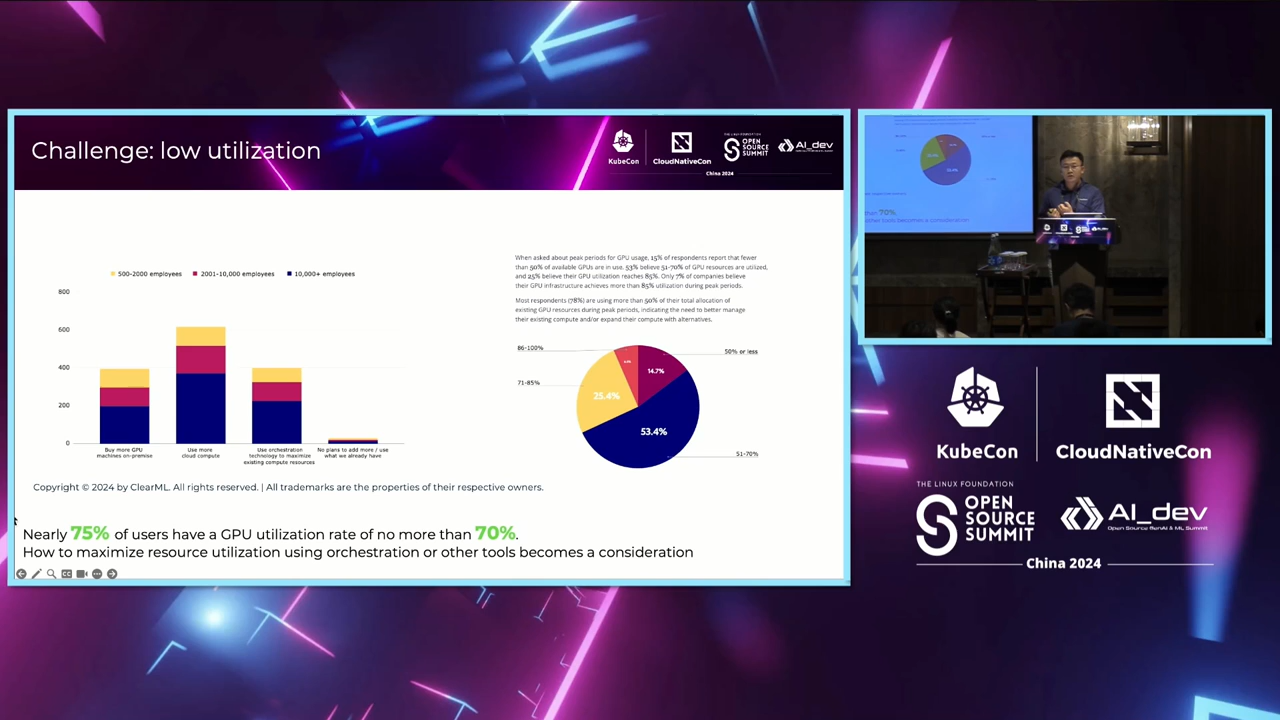 Challenge: low utilization
KubeCon
CloudNativeCon
THE LINUX FOUNDATION
OPEN
SOURCE
SUMMIT
AI_dev
China 2024
500-2000 employees
2001-10,000 employees
10,000+ employees
800
600
400
200
0
Buy more GPU
machines on-premise
Use more
cloud compute
Use orchestration
technology to maximize
existing compute resources
No plans to add more / use
what we already have
When asked about peak periods for GPU usage, 15% of respondents report that fewer
than 50% of available GPUs are in use. 53% believe 51-70% of GPU resources are utilized,
and 25% believe their GPU utilization reaches 85%. Only 7% of companies believe
their GPU infrastructure achieves more than 85% utilization during peak periods.
Most respondents (78%) are using more than 50% of their total allocation of
existing GPU resources during peak periods, indicating the need to better manage
their existing compute and/or expand their compute with alternatives.
86-100%
50% or less
14.7%
71-85%
25.4%
53.4%
51-70%
Copyright © 2024 by ClearML. All rights reserved. | All trademarks are the properties of their respective owners.
Nearly 75% of users have a GPU utilization rate of no more than 70%.
How to maximize resource utilization using orchestration or other tools becomes a consideration
than 70%.
other tools becomes a consideration
KubeCon
CloudNativeCon
THE LINUX FOUNDATION
OPEN
SOURCE
SUMMIT
AI_dev
Open Source GenAI & ML Summit
China 2024